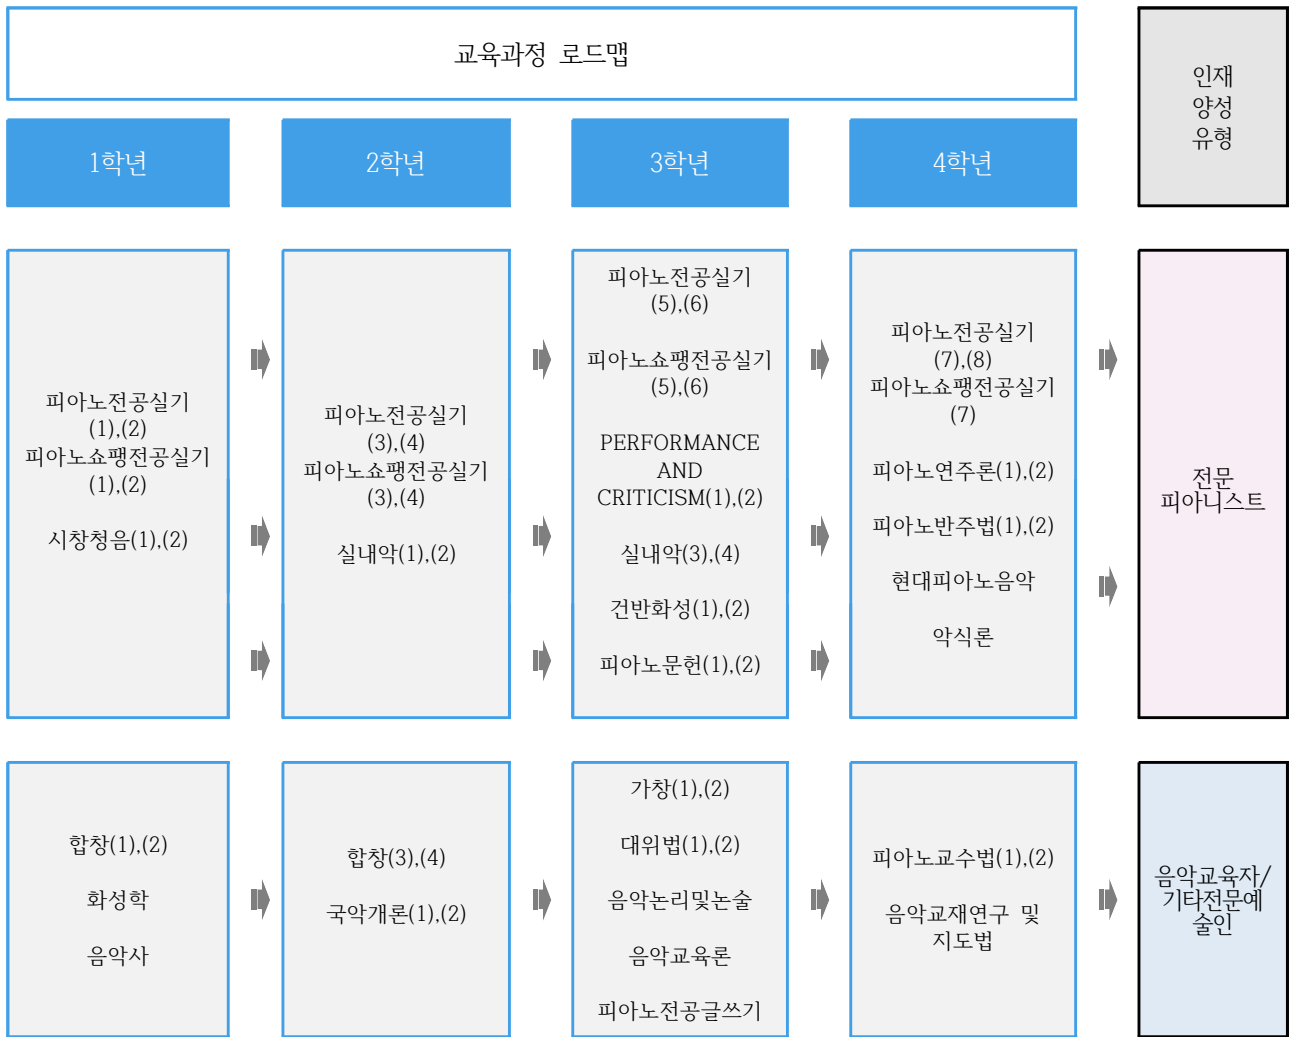 교육과정 로드맵
인재
양성
유형
1학년
2학년
3학년
4학년
피아노전공실기
(1),(2)
피아노쇼팽전공실기
(1),(2)
시창청음(1),(2)
피아노전공실기
(3),(4)
피아노쇼팽전공실기
(3),(4)
실내악(1),(2)
피아노전공실기
(5),(6)
피아노쇼팽전공실기
(5),(6)
PERFORMANCE
AND
CRITICISM(1),(2)
실내악(3),(4)
건반화성(1),(2)
피아노문헌(1),(2)
피아노전공실기
(7),(8)
피아노쇼팽전공실기
(7)
피아노연주론(1),(2)
피아노반주법(1),(2)
현대피아노음악
악식론
전문
피아니스트
합창(1),(2)
화성학
음악사
합창(3),(4)
국악개론(1),(2)
가창(1),(2)
대위법(1),(2)
음악논리및논술
음악교육론
피아노전공글쓰기
피아노교수법(1),(2)
음악교재연구 및
지도법
음악교육자/
기타전문예
술인